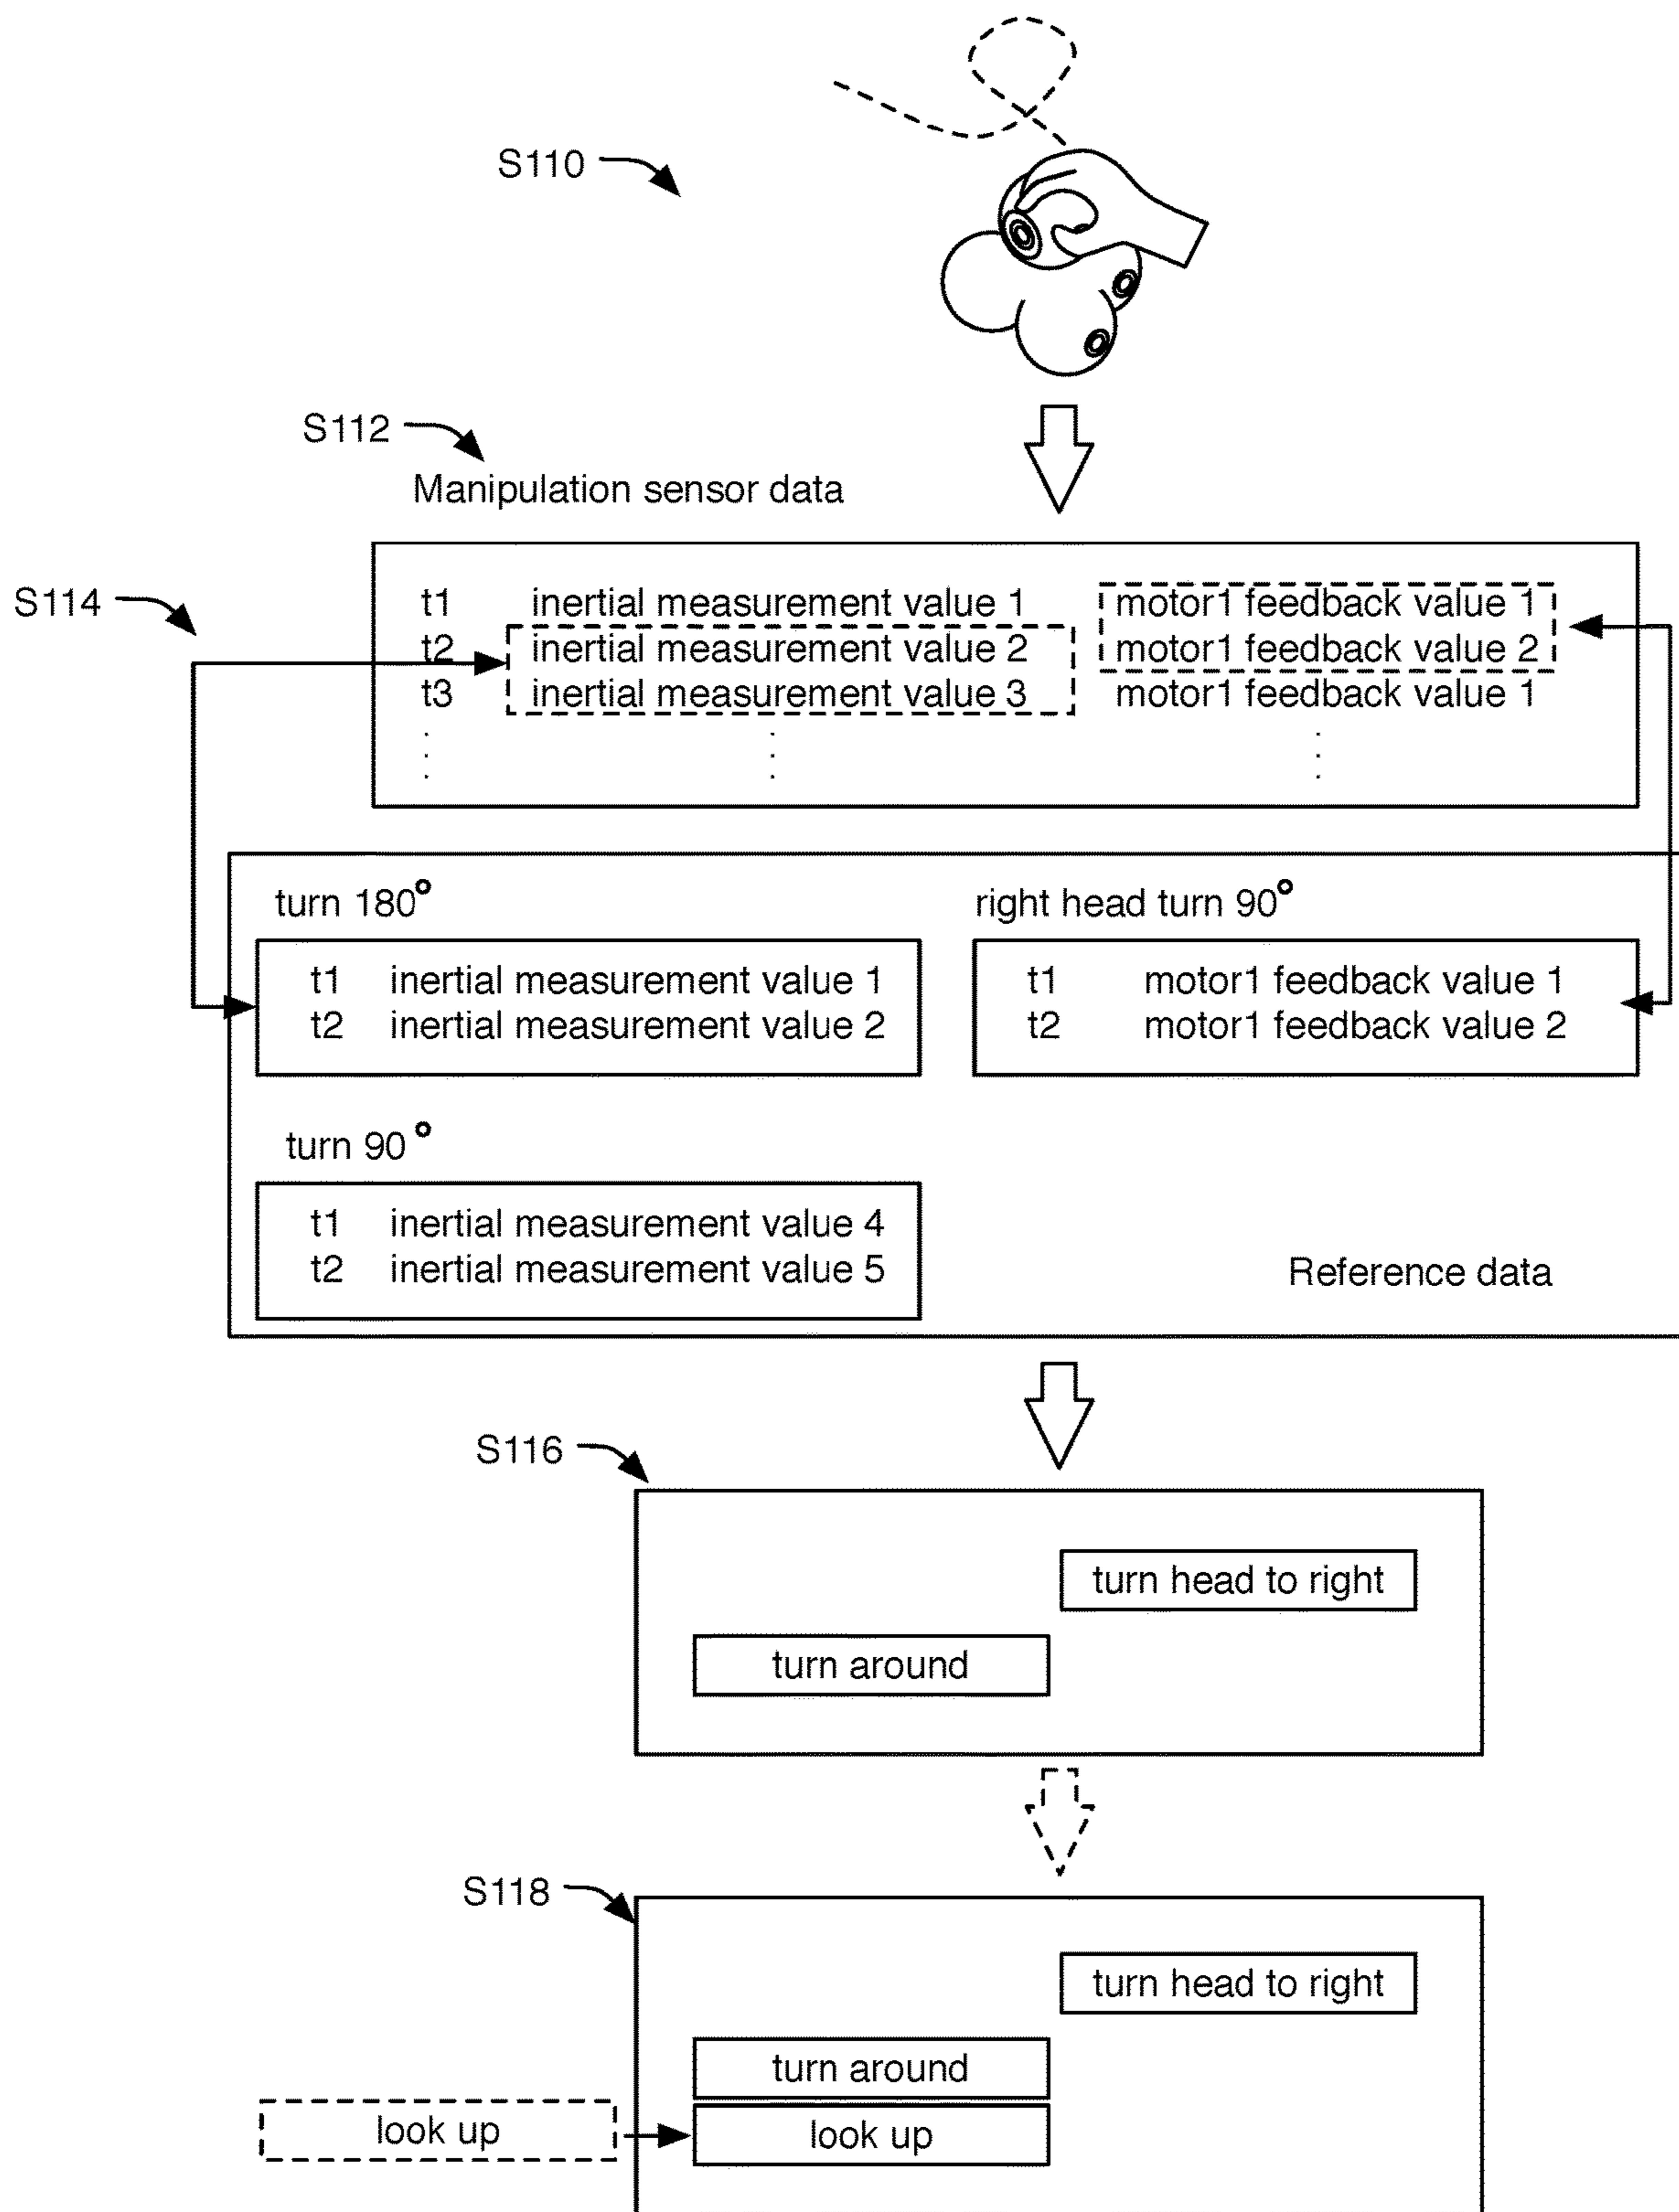 S110
S112
Manipulation sensor data
S114
t1 inertial measurement value 1 motor1 feedback value 1
t2 inertial measurement value 2 motor1 feedback value 2
t3 inertial measurement value 3 motor1 feedback value 1
turn 180° right head turn 90°
t1 inertial measurement value 1 t1 motor1 feedback value 1
t2 inertial measurement value 2 t2 motor1 feedback value 2
turn 90°
t1 inertial measurement value 4
t2 inertial measurement value 5
Reference data
S116
turn head to right
turn around
S118
turn head to right
turn around
look up look up